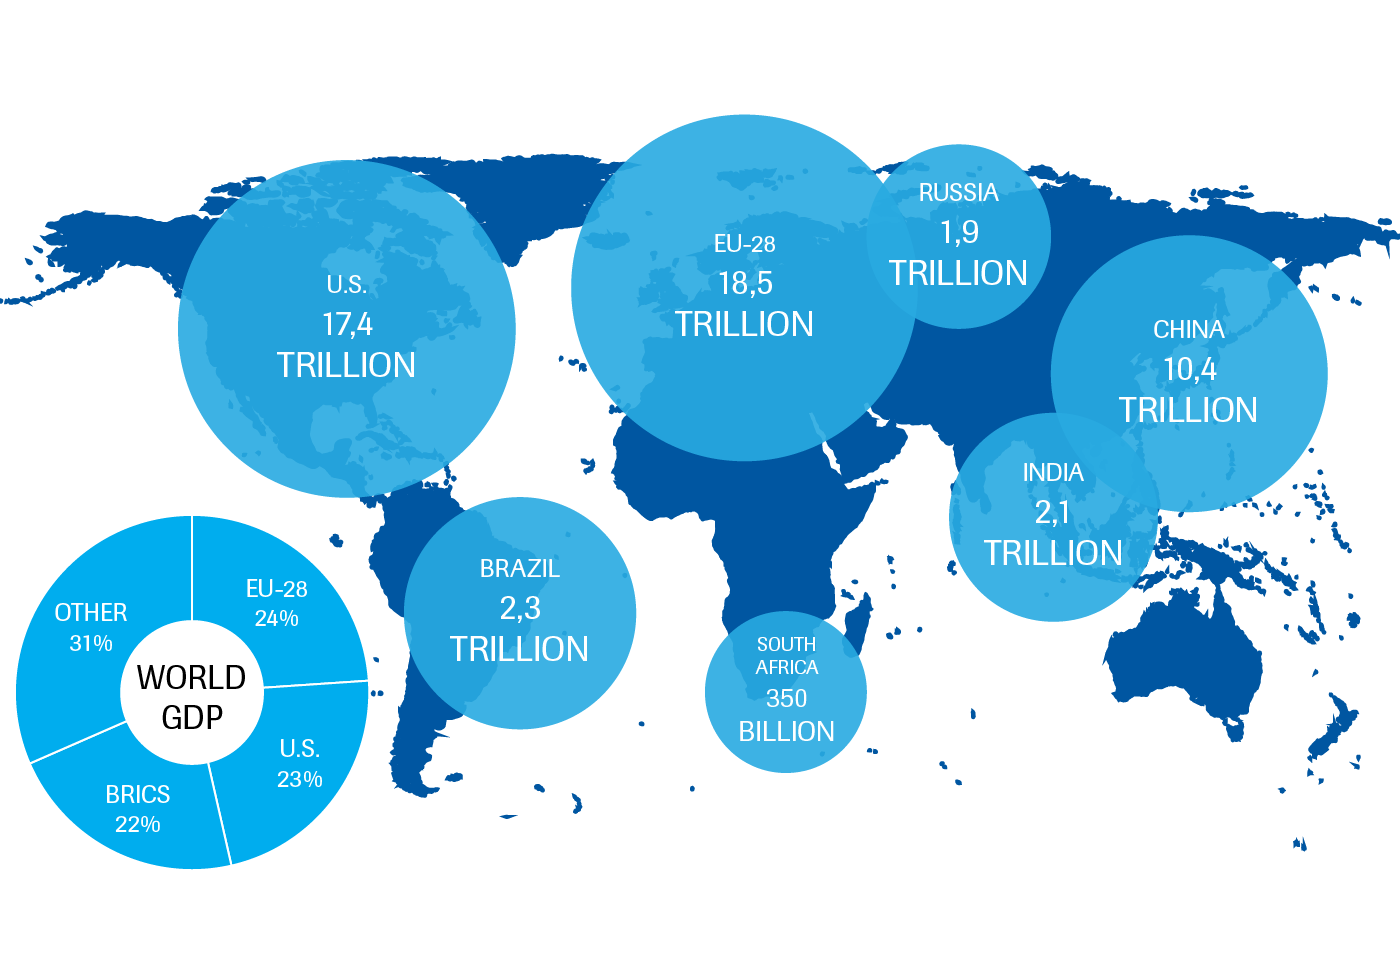 RUSSIA
1,9
TRILLION
EU-28
18,5
TRILLION
U.S.
17,4
TRILLION
CHINA
10,4
TRILLION
INDIA
2,1
TRILLION
BRAZIL
2,3
TRILLION
SOUTH
AFRICA
350
BILLION
EU-28
24%
OTHER
31%
WORLD
GDP
U.S.
23%
BRICS
22%